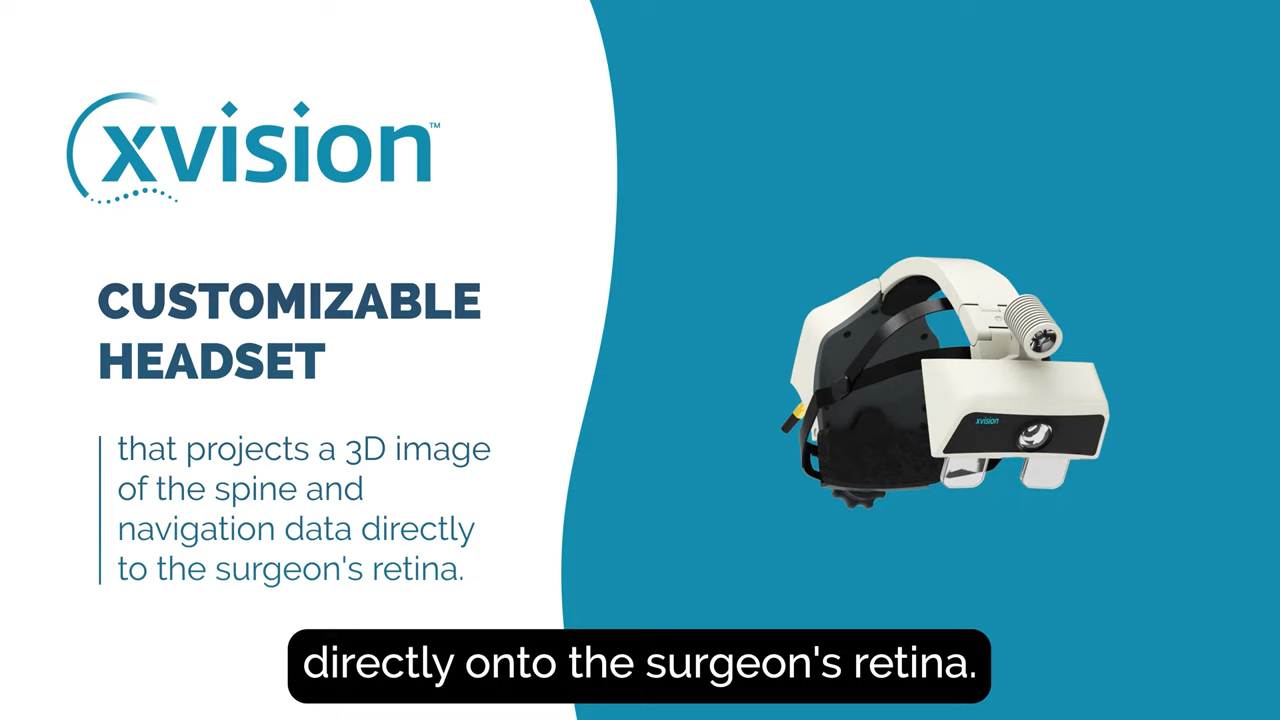 xvision™
CUSTOMIZABLE
HEADSET
that projects a 3D image
of the spine and
navigation data directly
to the surgeon's retina.
xvision
directly onto the surgeon's retina.